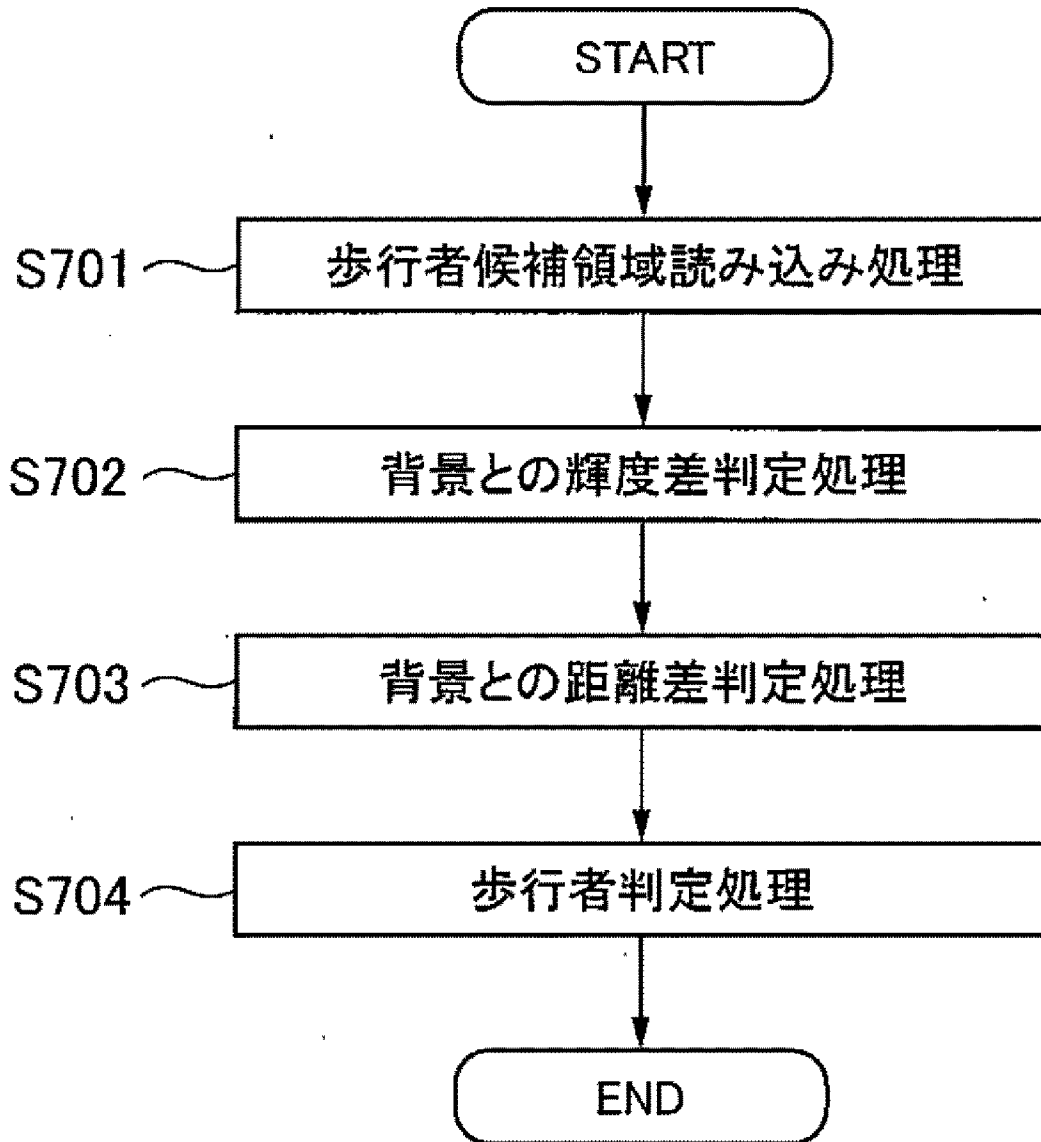 START
S701 歩行者候補領域読み込み処理
S702 背景との輝度差判定処理
S703 背景との距離差判定処理
S704 歩行者判定処理
END